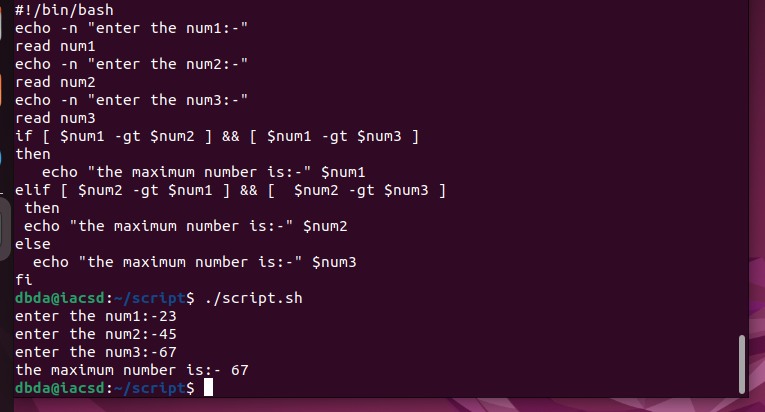 #!/bin/bash
echo -n "enter the num1:-"
read num1
echo -n "enter the num2:-"
read num2
echo -n "enter the num3:-"
read num3
if [ $num1 -gt $num2 ] && [ $num1 -gt $num3 ]
then
   echo "the maximum number is:-" $num1
elif [ $num2 -gt $num1 ] && [  $num2 -gt $num3 ]
 then
 echo "the maximum number is:-" $num2
else
  echo "the maximum number is:-" $num3
fi
dbda@iacsd:~/script$ ./script.sh
enter the num1:-23
enter the num2:-45
enter the num3:-67
the maximum number is:- 67
dbda@iacsd:~/script$